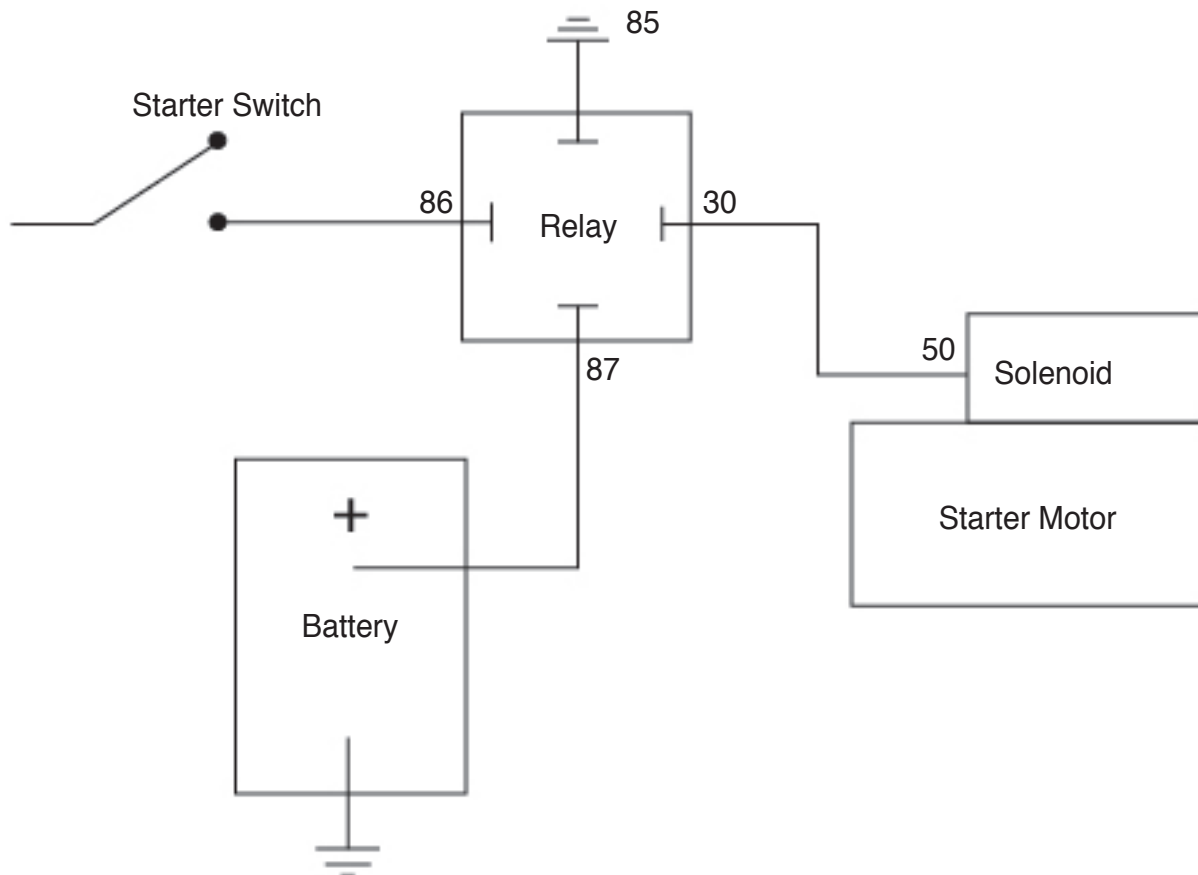 85
Starter Switch
86
Relay
30
87
50
Solenoid
Starter Motor
+
Battery